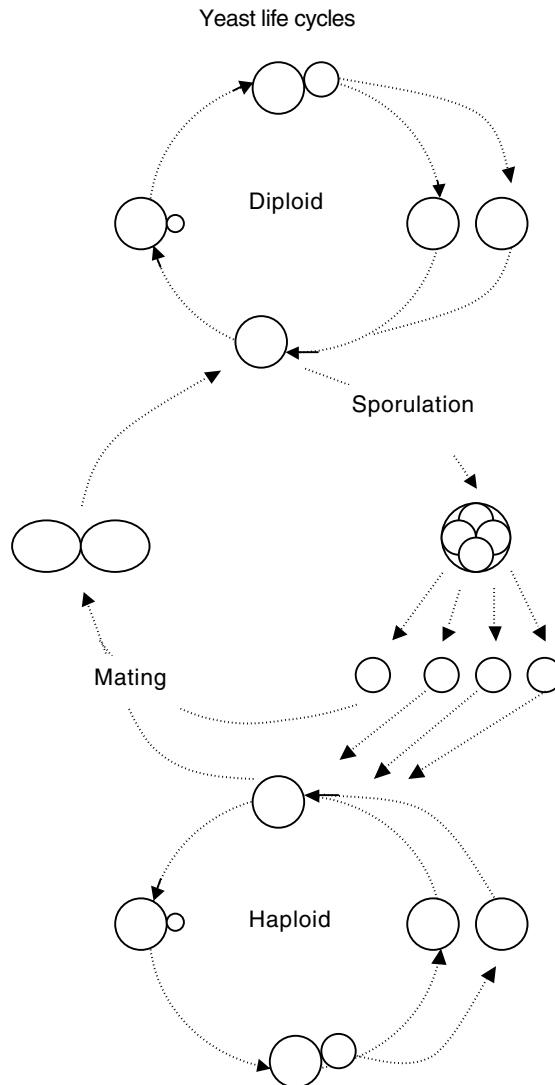 Yeast life cycles
Diploid
Sporulation
Mating
Haploid